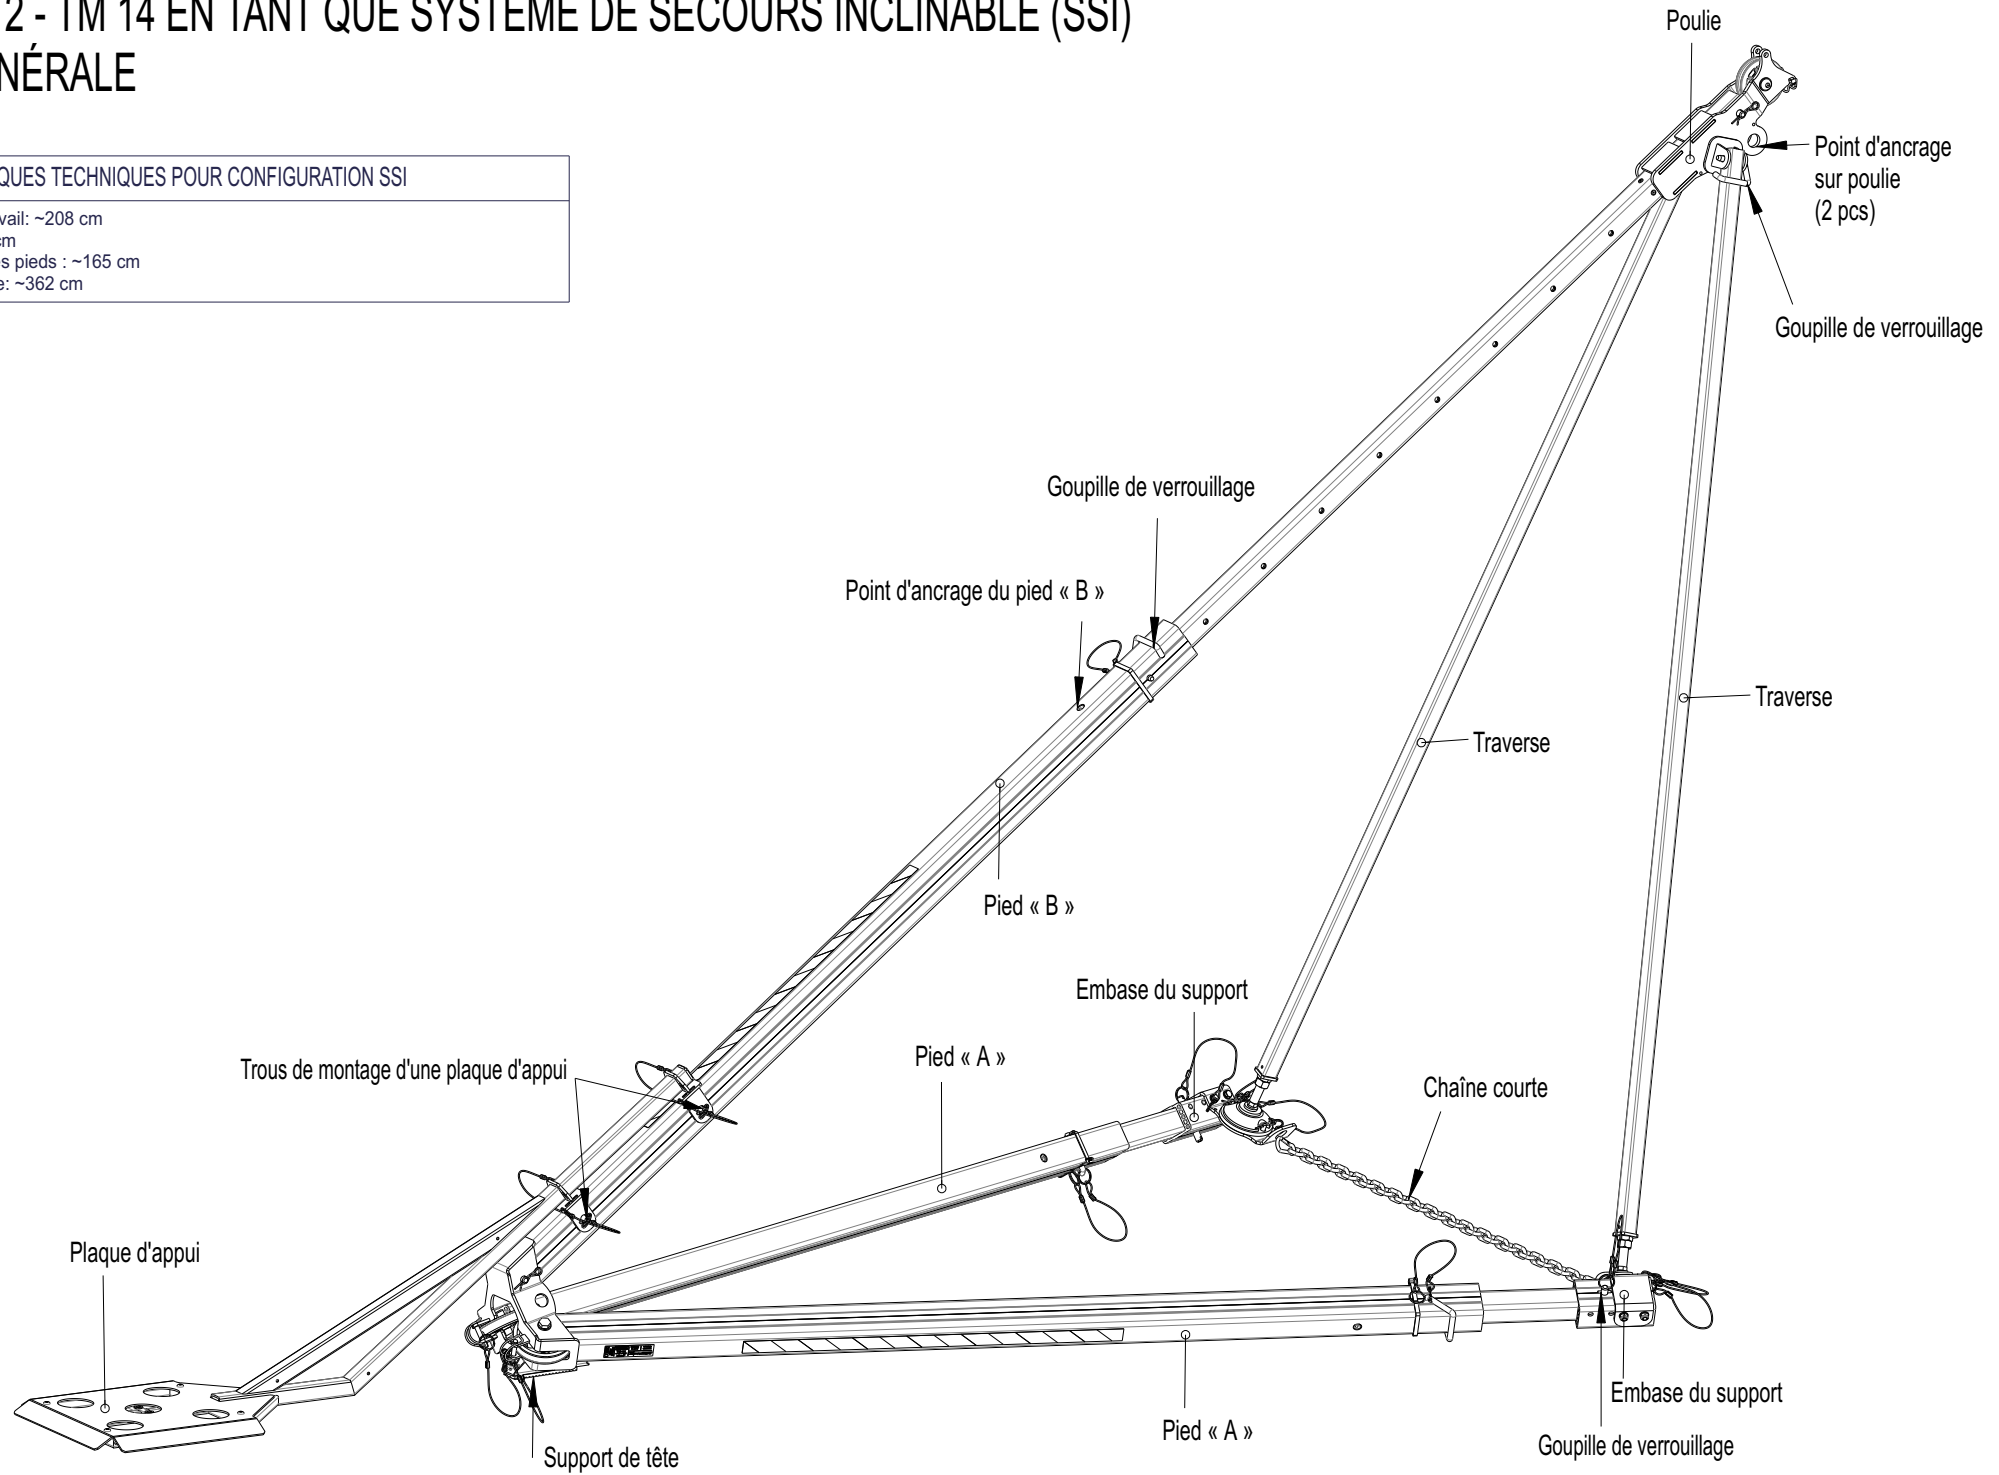 2 - TM 14 EN TANT QUE SYSTÈME DE SECOURS INCLINABLE (SSI)
NÉRALE
QUES TECHNIQUES POUR CONFIGURATION SSI
vail: ~208 cm
cm
s pieds : ~165 cm
e: ~362 cm
Poulie
Point d'ancrage
sur poulie
(2 pcs)
Goupille de verrouillage
Goupille de verrouillage
Point d'ancrage du pied « B »
Traverse
Traverse
Pied « B »
Embase du support
Pied « A »
Trous de montage d'une plaque d'appui
Chaîne courte
Plaque d'appui
Embase du support
Pied « A »
Goupille de verrouillage
Support de tête